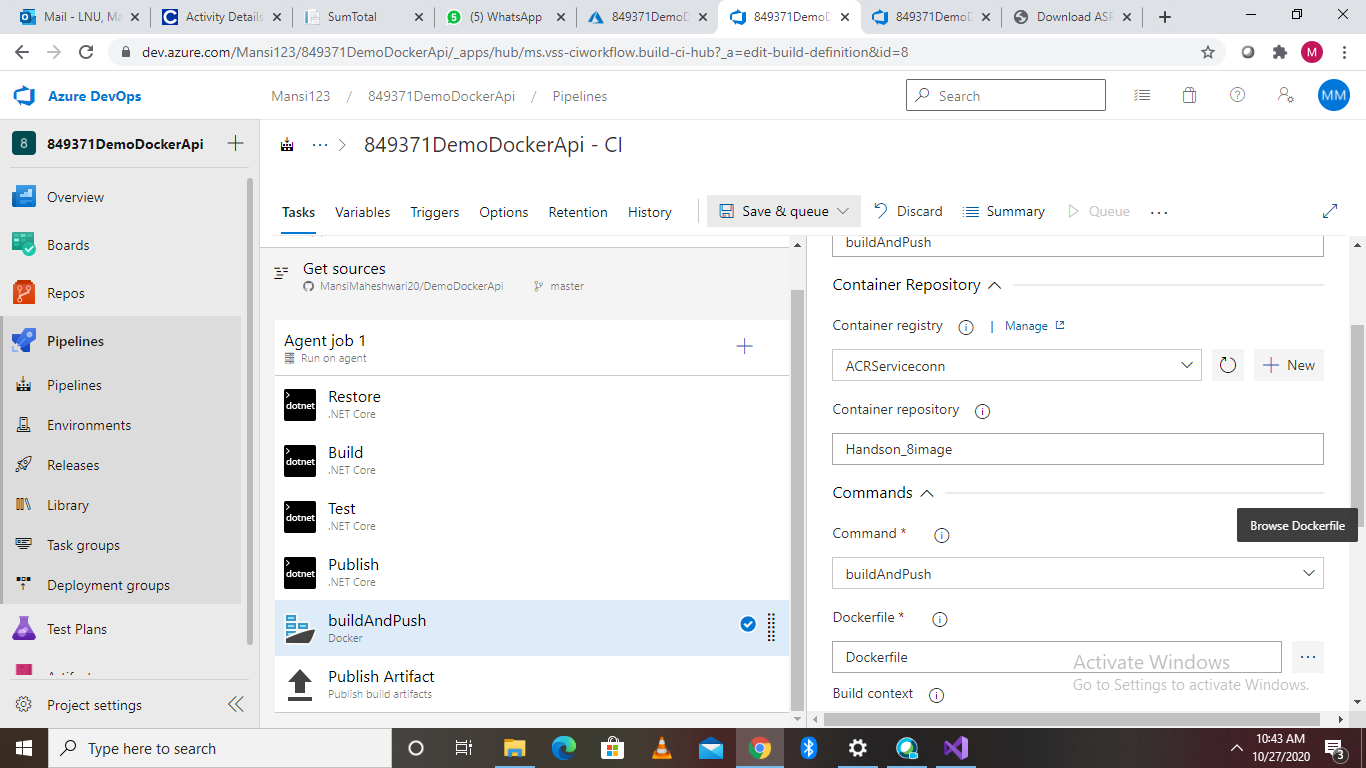 Mail - LNU, Ma
Activity Details
SumTotal
(5) WhatsApp
849371DemoD
849371DemoD
849371DemoD
Download ASP
dev.azure.com/Mansi123/849371DemoDockerApi/_apps/hub/ms.vss-ciworkflow.build-ci-hub?_a=edit-build-definition&id=8
M
Azure DevOps
Mansi123 / 849371DemoDockerApi / Pipelines
Search
MM
8 849371DemoDockerApi
849371DemoDockerApi - CI
Overview
Boards
Repos
Pipelines
Pipelines
Environments
Releases
Library
Task groups
Deployment groups
Test Plans
Project settings
Tasks Variables Triggers Options Retention History
Save & queue Discard Summary Queue ...
Get sources
MansiMaheshwari20/DemoDockerApi master
Agent job 1
Run on agent
dotnet
Restore
.NET Core
dotnet
Build
.NET Core
dotnet
Test
.NET Core
dotnet
Publish
.NET Core
buildAndPush
Docker
Publish Artifact
Publish build artifacts
buildAndPush
Container Repository
Container registry | Manage
ACRServiceconn
New
Container repository
Handson_8image
Commands
Browse Dockerfile
Command *
buildAndPush
Dockerfile *
Dockerfile
...
Build context
Activate Windows
Go to Settings to activate Windows.
Type here to search
10:43 AM
10/27/2020
3